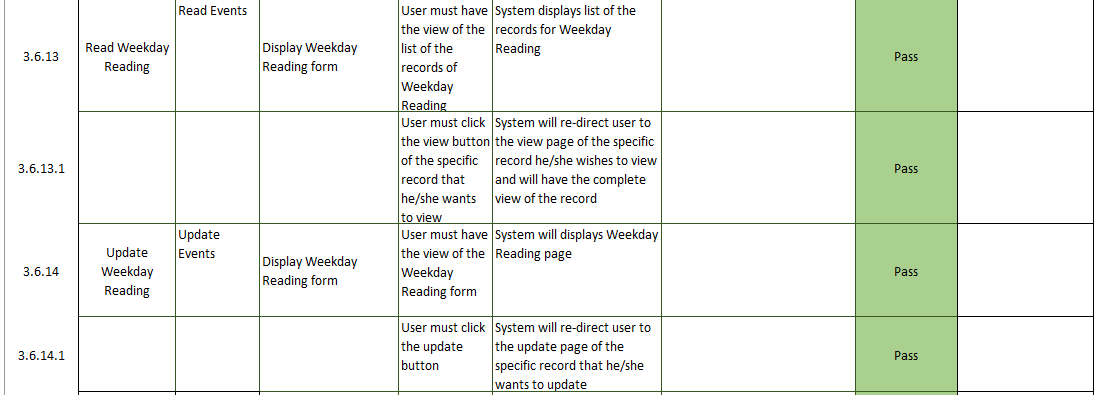 3.6.13
Read Weekday
Reading
Read Events
Display Weekday
Reading form
User must have
the view of the
list of the
records of
Weekday
Reading
System displays list of the
records for Weekday
Reading
Pass
3.6.13.1
User must click
the view button
of the specific
record that
he/she wants
to view
System will re-direct user to
the view page of the specific
record he/she wishes to view
and will have the complete
view of the record
Pass
3.6.14
Update
Weekday
Reading
Update
Events
Display Weekday
Reading form
User must have
the view of the
Weekday
Reading form
System will displays Weekday
Reading page
Pass
3.6.14.1
User must click
the update
button
System will re-direct user to
the update page of the
specific record that he/she
wants to update
Pass